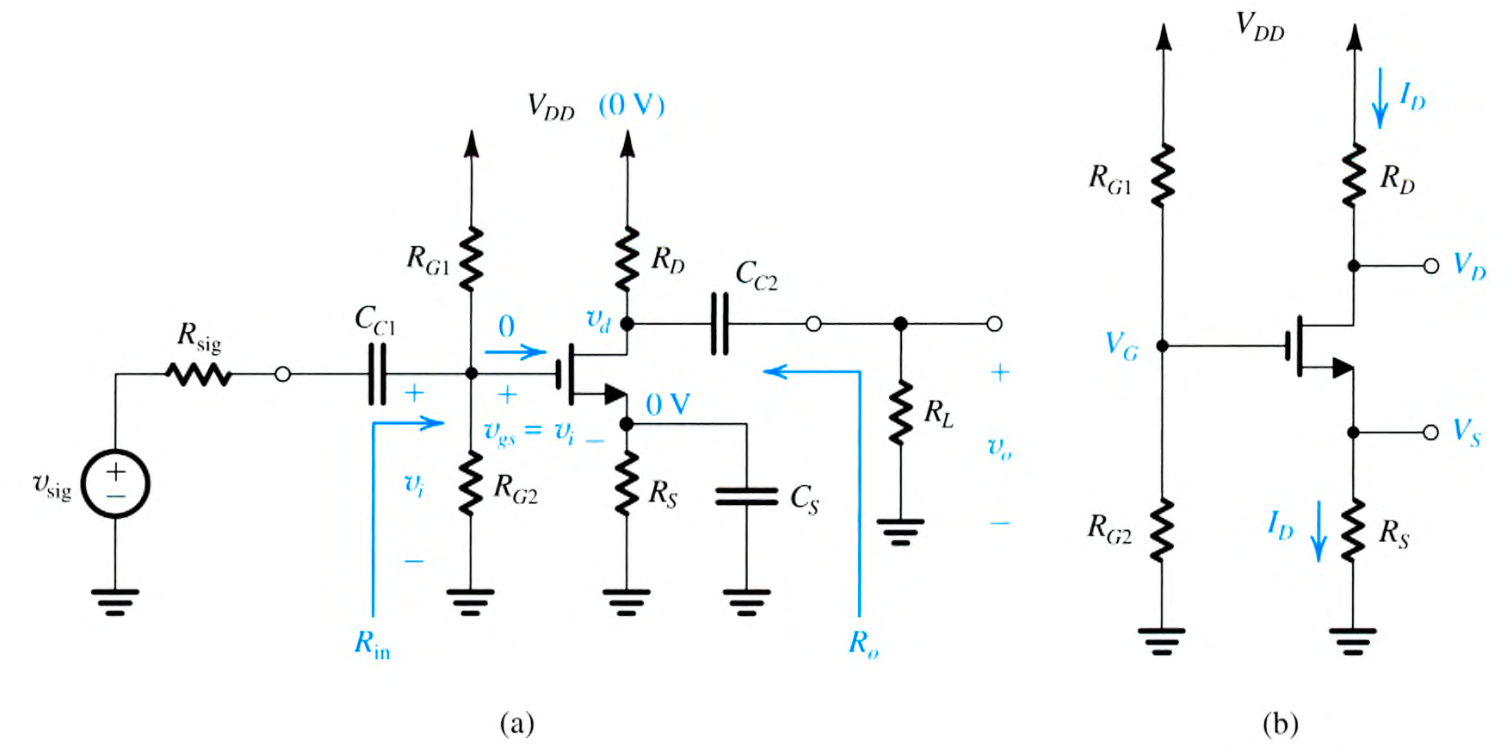 V_DD (0 V)
R_G1
R_D
C_C2
C_C1
R_sig
0
v_d
+
+
+
0 V
v_gs = v_i −
R_L
v_o
v_sig
+
−
v_i
R_G2
R_S
C_S
−
−
R_in
R_o
(a)
V_DD
I_D
R_G1
R_D
V_D
V_G
V_S
R_G2
I_D
R_S
(b)